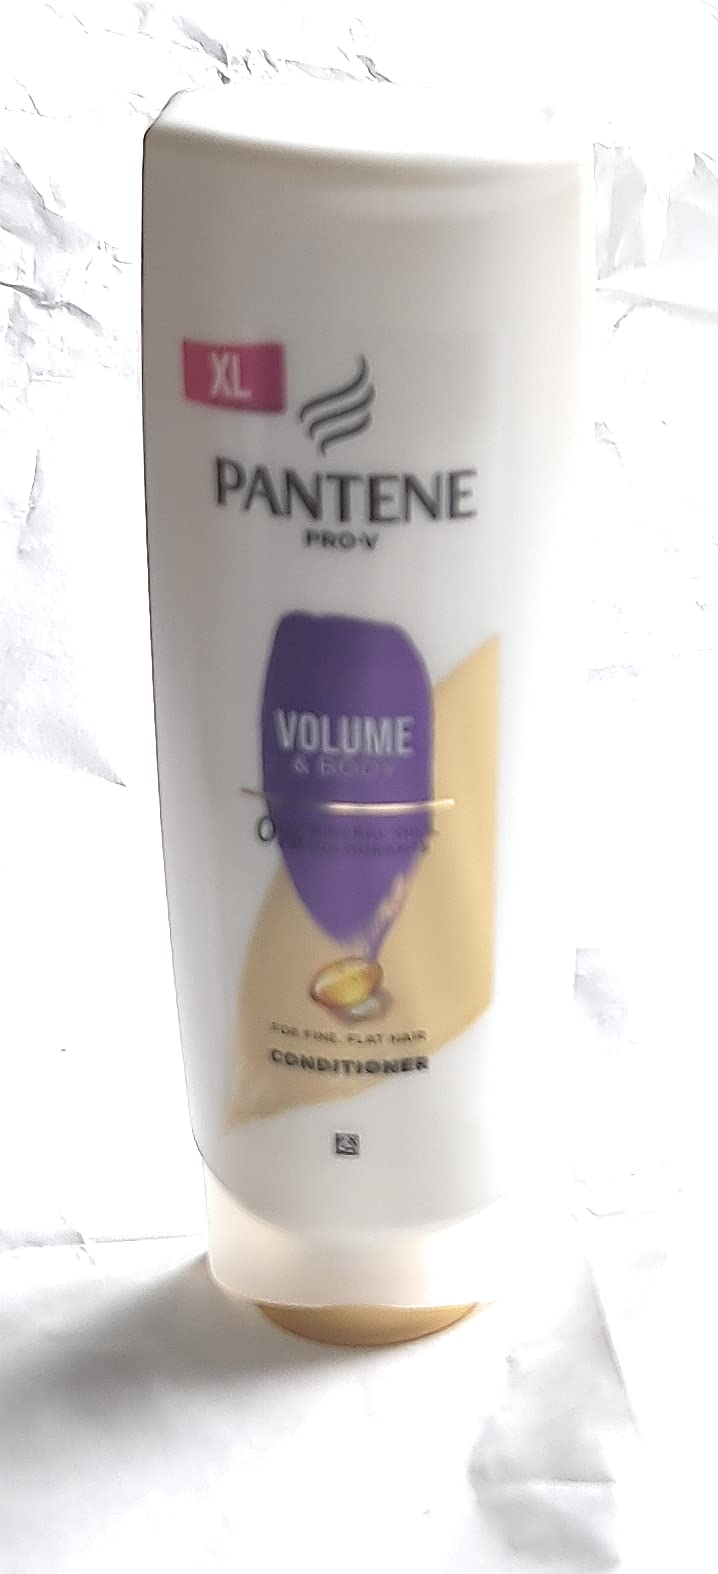 XL
PANTENE
PRO-V
VOLUME
& BODY
FOR FINE, FLAT HAIR
CONDITIONER